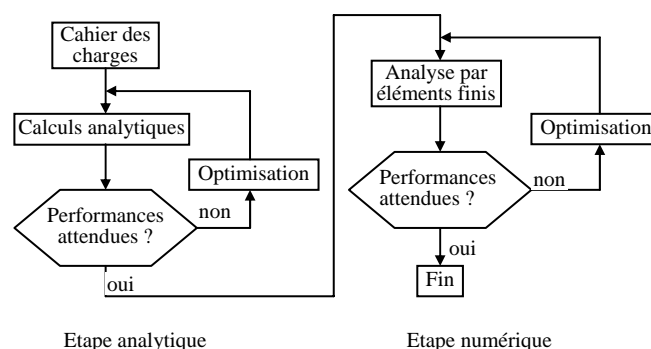 Cahier des
charges
Calculs analytiques
Optimisation
Performances
attendues ?
non
oui
Etape analytique
Analyse par
éléments finis
Optimisation
Performances
attendues ?
non
oui
Fin
Etape numérique